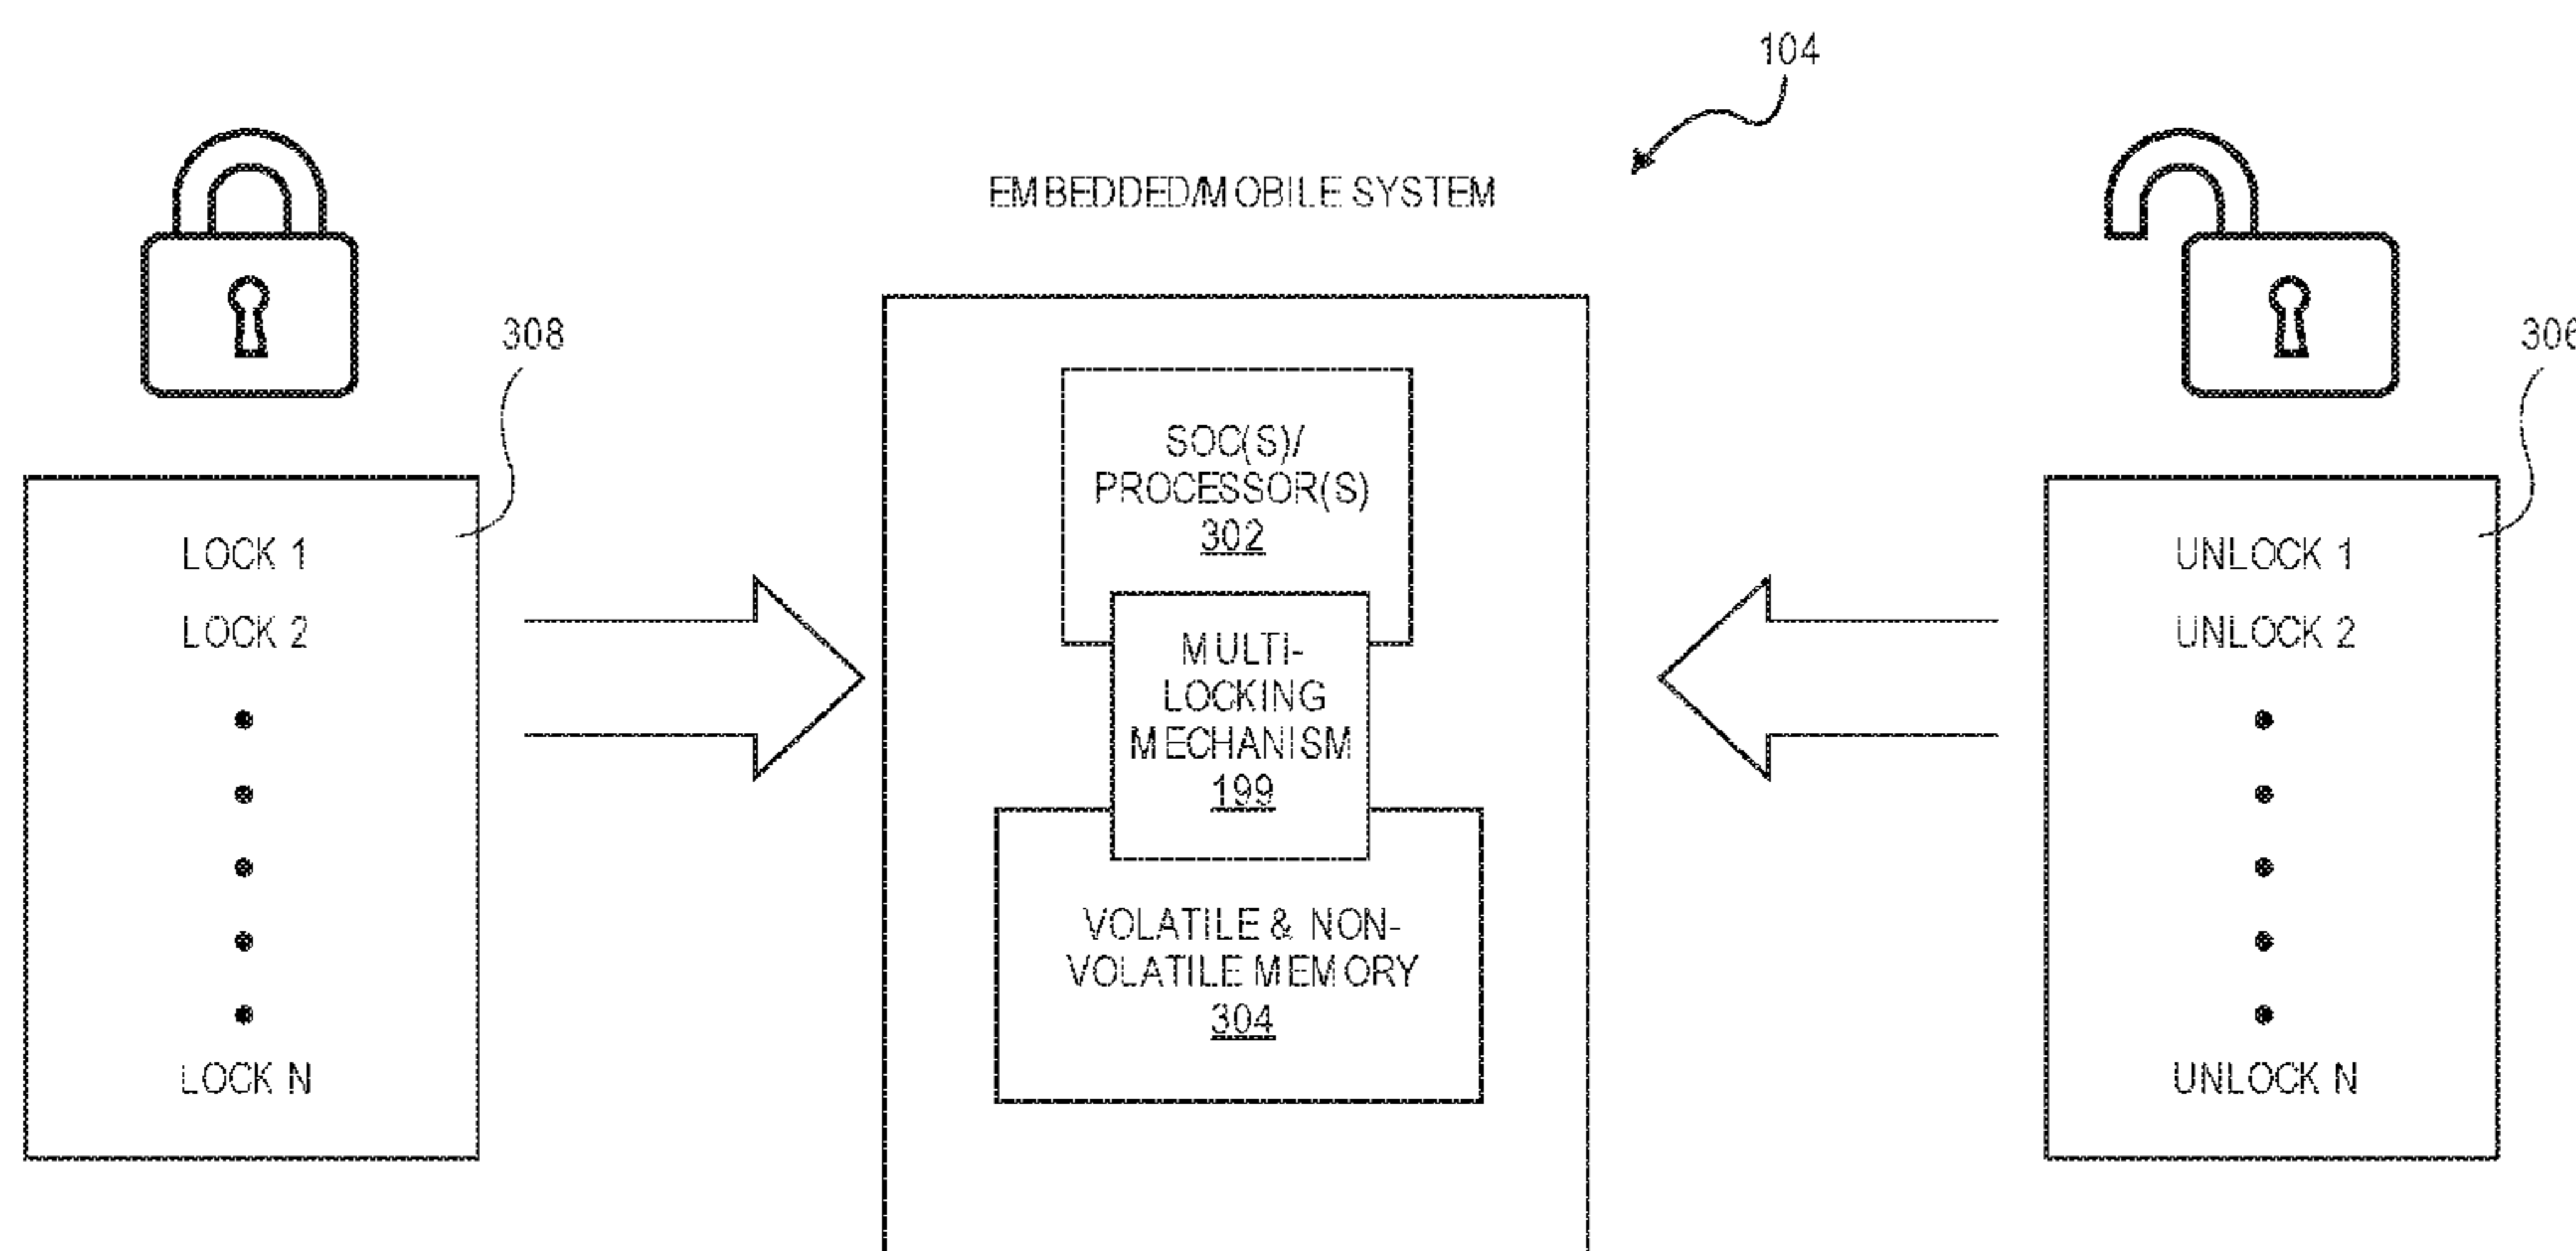 104
EMBEDDED/MOBILE SYSTEM
308
LOCK 1
LOCK 2
LOCK N
SOC(S)/
PROCESSOR(S)
302
MULTI-
LOCKING
MECHANISM
199
VOLATILE & NON-
VOLATILE MEMORY
304
306
UNLOCK 1
UNLOCK 2
UNLOCK N